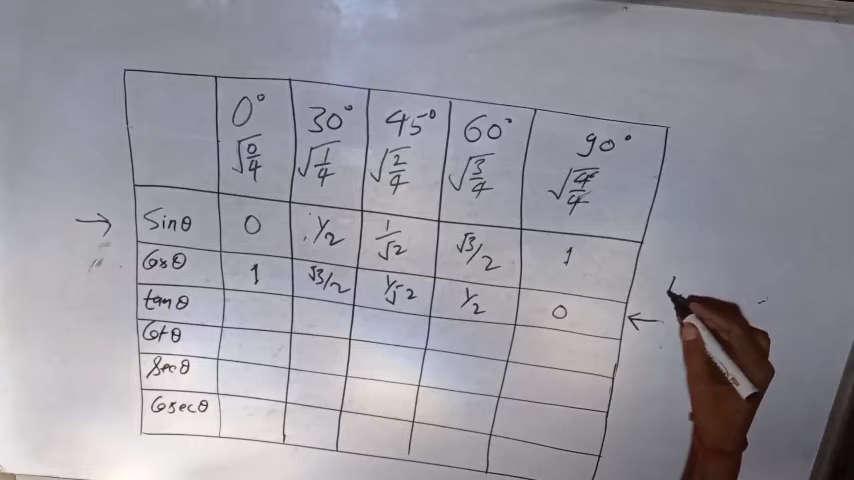 0° 30° 45° 60° 90°
√0/4 √1/4 √2/4 √3/4 √4/4
Sinθ 0 1/2 1/√2 √3/2 1
Cosθ 1 √3/2 1/√2 1/2 0
tanθ
Cotθ
Secθ
Cosecθ